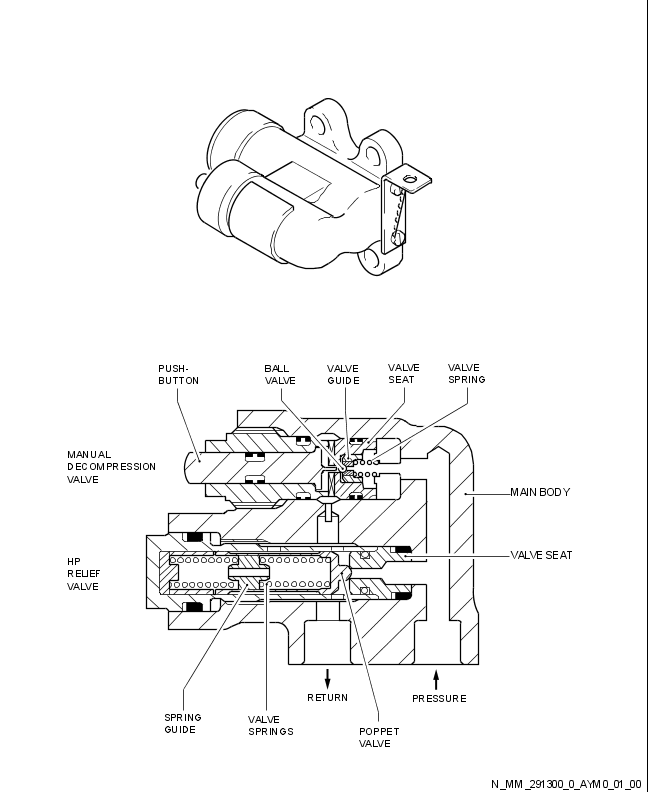 PUSH-
BUTTON
BALL
VALVE
VALVE
GUIDE
VALVE
SEAT
VALVE
SPRING
MANUAL
DECOMPRESSION
VALVE
MAIN BODY
HP
RELIEF
VALVE
VALVE SEAT
RETURN
PRESSURE
SPRING
GUIDE
VALVE
SPRINGS
POPPET
VALVE
N_MM_291300_0_AYM0_01_00